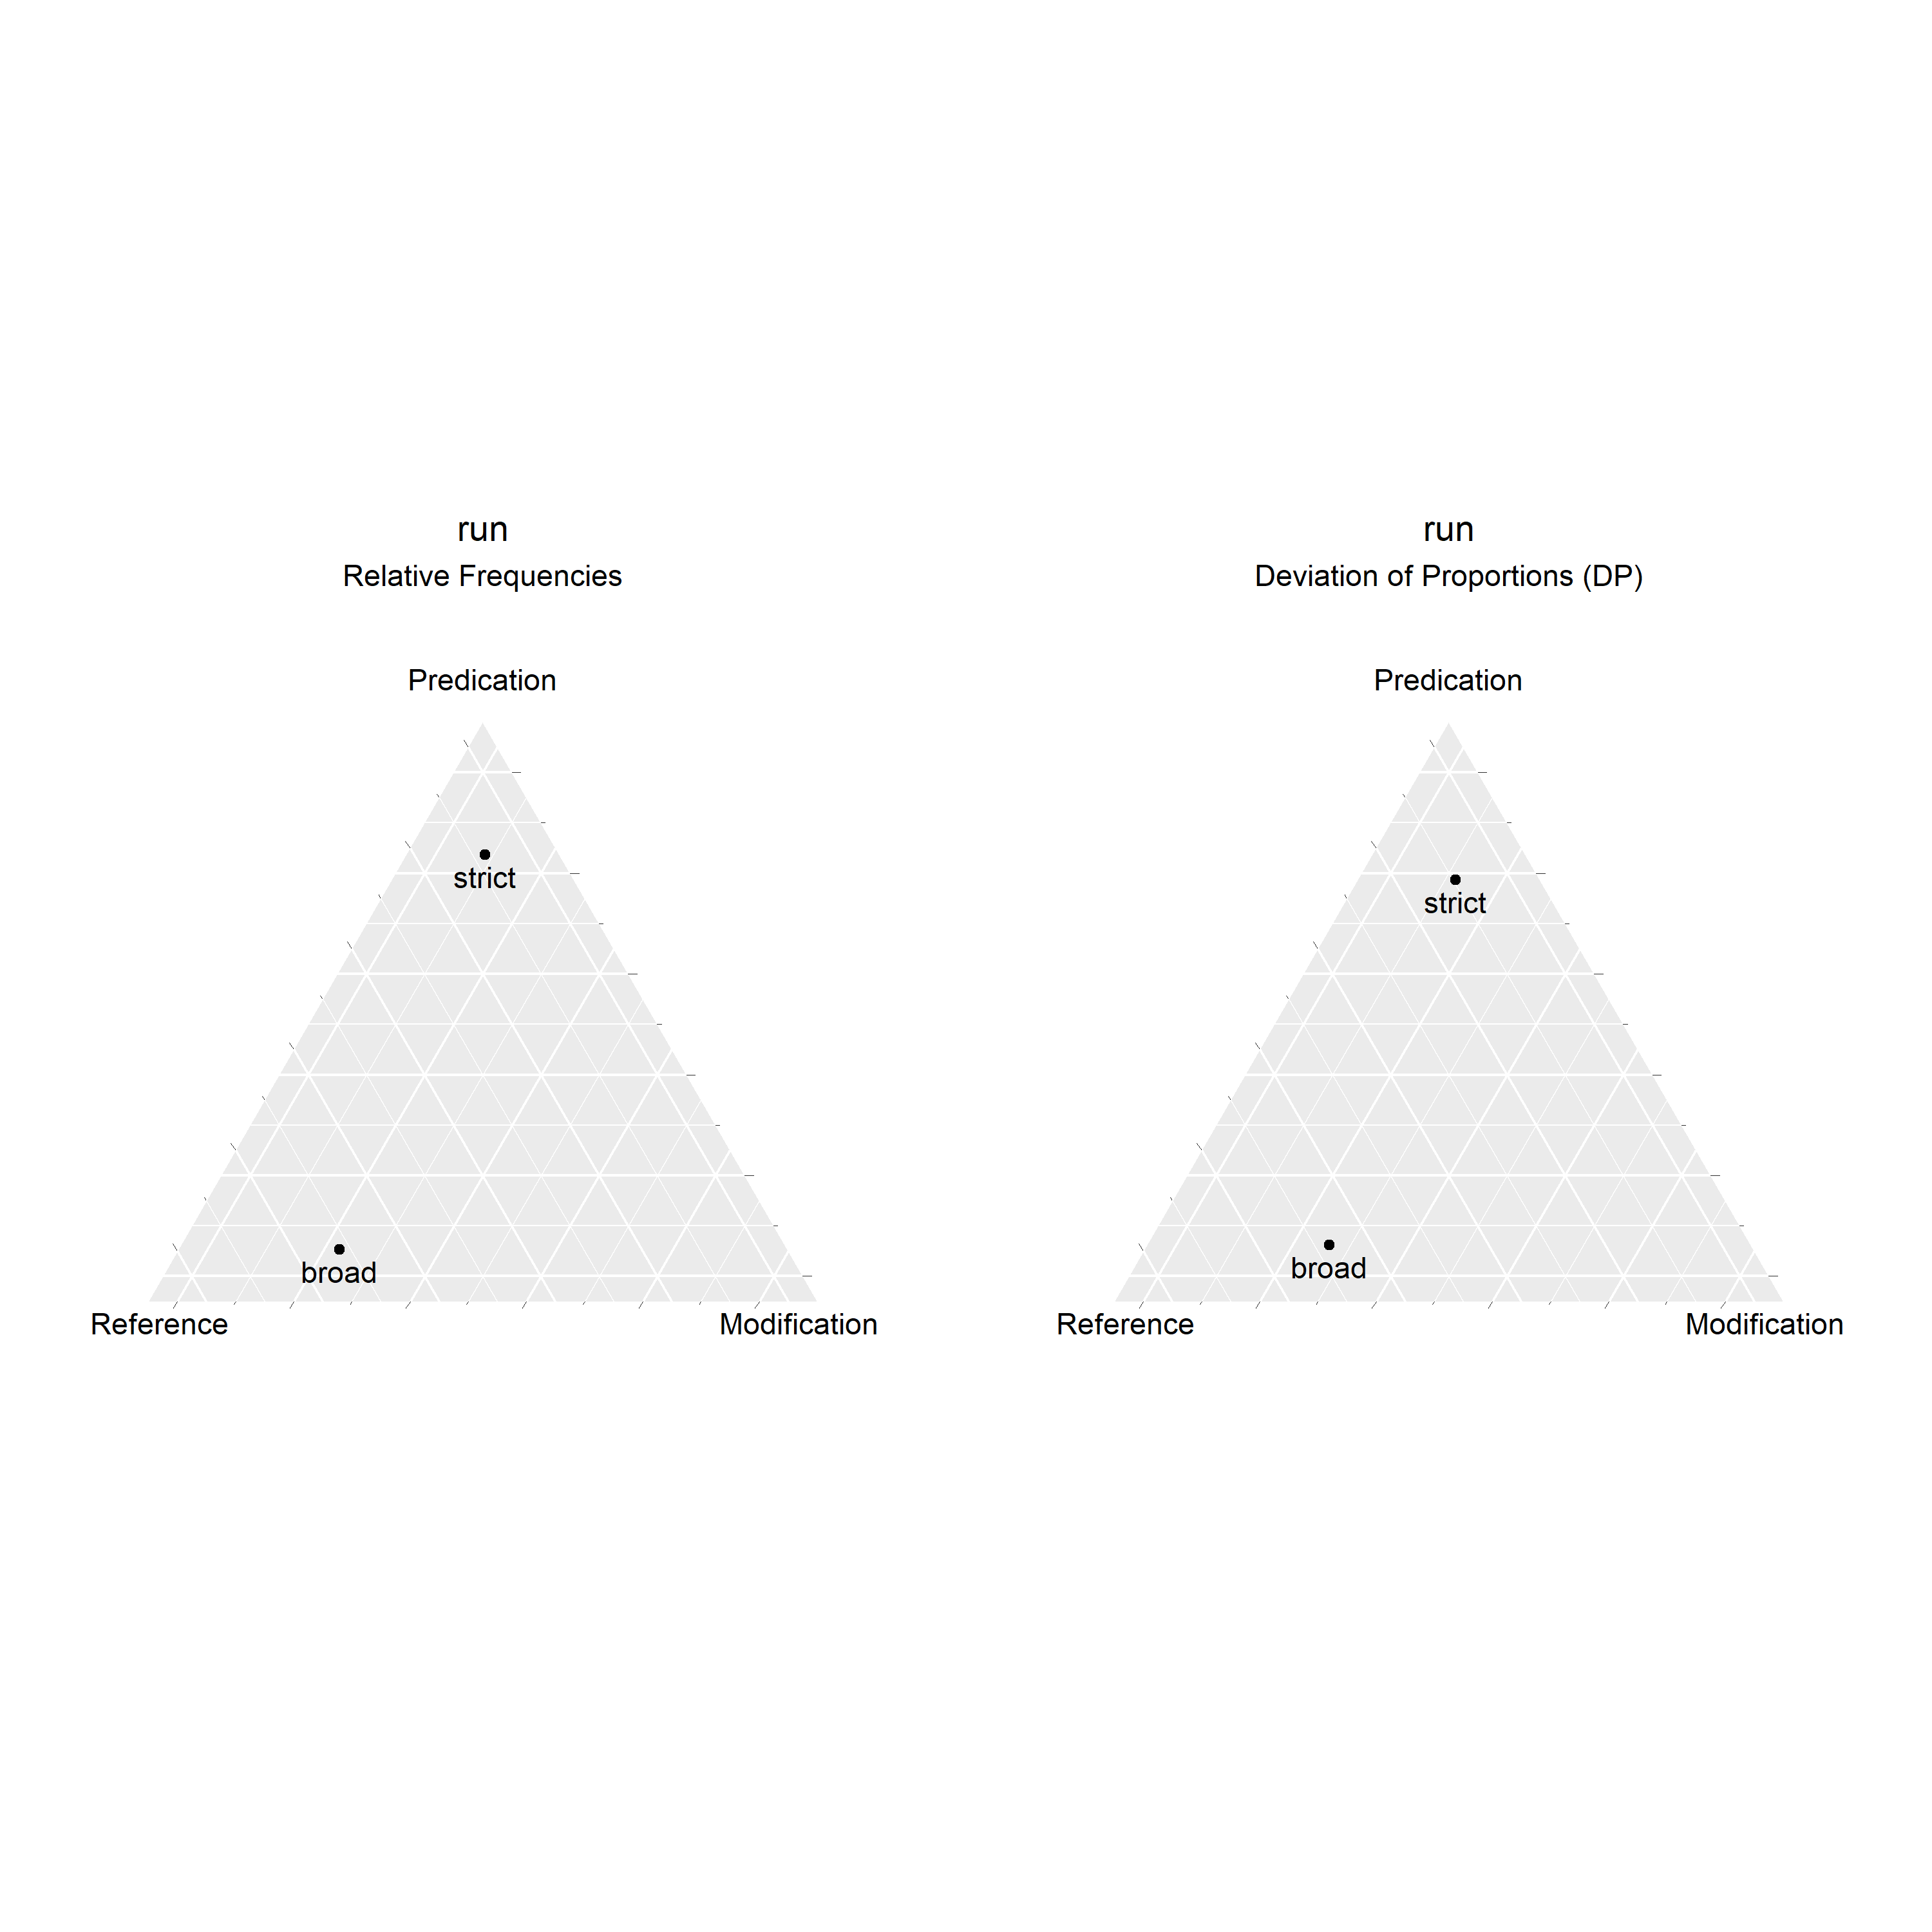 run
Relative Frequencies
Predication
strict
broad
Reference
Modification
run
Deviation of Proportions (DP)
Predication
strict
broad
Reference
Modification